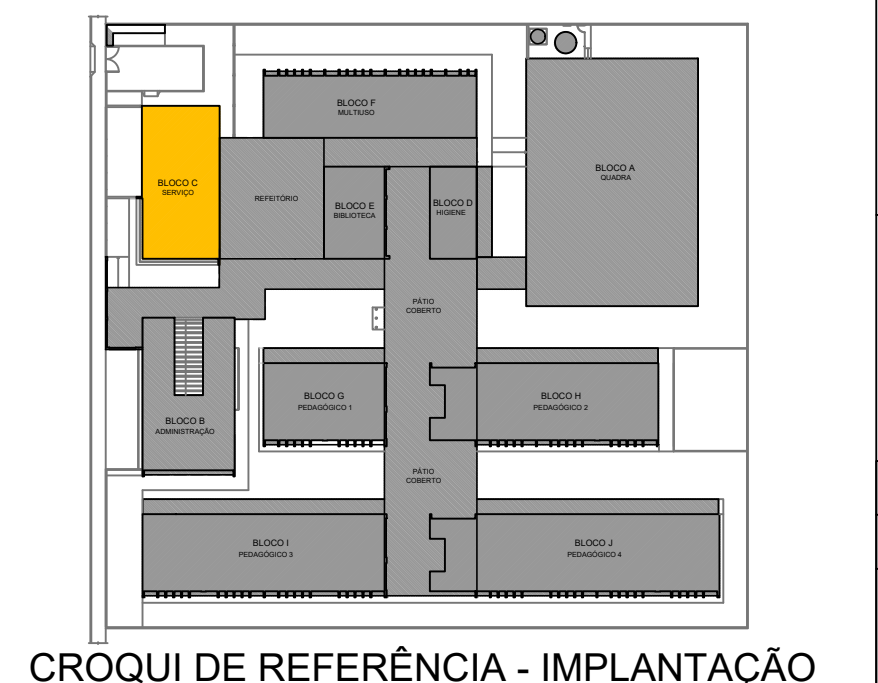 BLOCO F
MULTIUSO
BLOCO A
QUADRA
BLOCO C
SERVIÇO
REFEITÓRIO
BLOCO E
BIBLIOTECA
BLOCO D
HIGIENE
PÁTIO
COBERTO
BLOCO G
PEDAGÓGICO 1
BLOCO H
PEDAGÓGICO 2
BLOCO B
ADMINISTRAÇÃO
PÁTIO
COBERTO
BLOCO I
PEDAGÓGICO 3
BLOCO J
PEDAGÓGICO 4
CROQUI DE REFERÊNCIA - IMPLANTAÇÃO